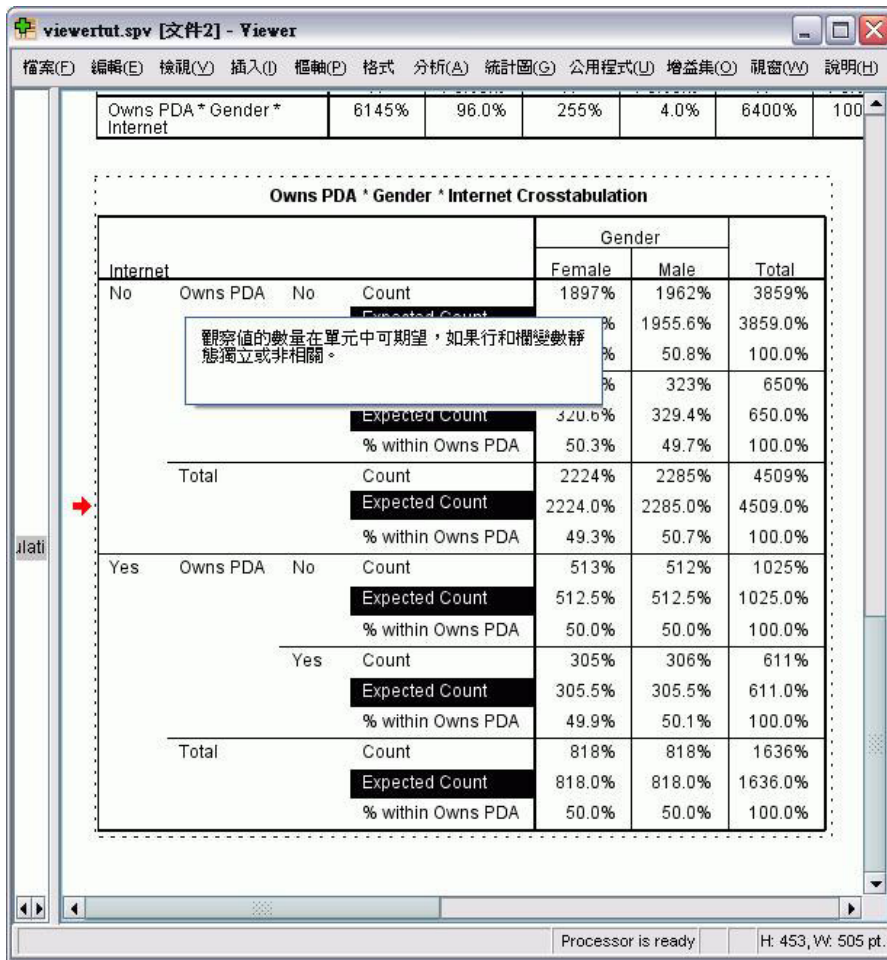 viewertut.spv [文件2] - Viewer
檔案(F) 編輯(E) 檢視(V) 插入(I) 樞軸(P) 格式 分析(A) 統計圖(G) 公用程式(U) 增益集(O) 視窗(W) 說明(H)
Owns PDA * Gender * 6145% 96.0% 255% 4.0% 6400% 100
Internet
Owns PDA * Gender * Internet Crosstabulation
Gender
Internet Female Male Total
No Owns PDA No Count 1897% 1962% 3859%
Expected Count % 1955.6% 3859.0%
觀察值的數量在單元中可期望,如果行和欄變數靜
態獨立或非相關。
% 50.8% 100.0%
% 323% 650%
Expected Count 320.6% 329.4% 650.0%
% within Owns PDA 50.3% 49.7% 100.0%
Total Count 2224% 2285% 4509%
Expected Count 2224.0% 2285.0% 4509.0%
% within Owns PDA 49.3% 50.7% 100.0%
ulati
Yes Owns PDA No Count 513% 512% 1025%
Expected Count 512.5% 512.5% 1025.0%
% within Owns PDA 50.0% 50.0% 100.0%
Yes Count 305% 306% 611%
Expected Count 305.5% 305.5% 611.0%
% within Owns PDA 49.9% 50.1% 100.0%
Total Count 818% 818% 1636%
Expected Count 818.0% 818.0% 1636.0%
% within Owns PDA 50.0% 50.0% 100.0%
Processor is ready H: 453, W: 505 pt.